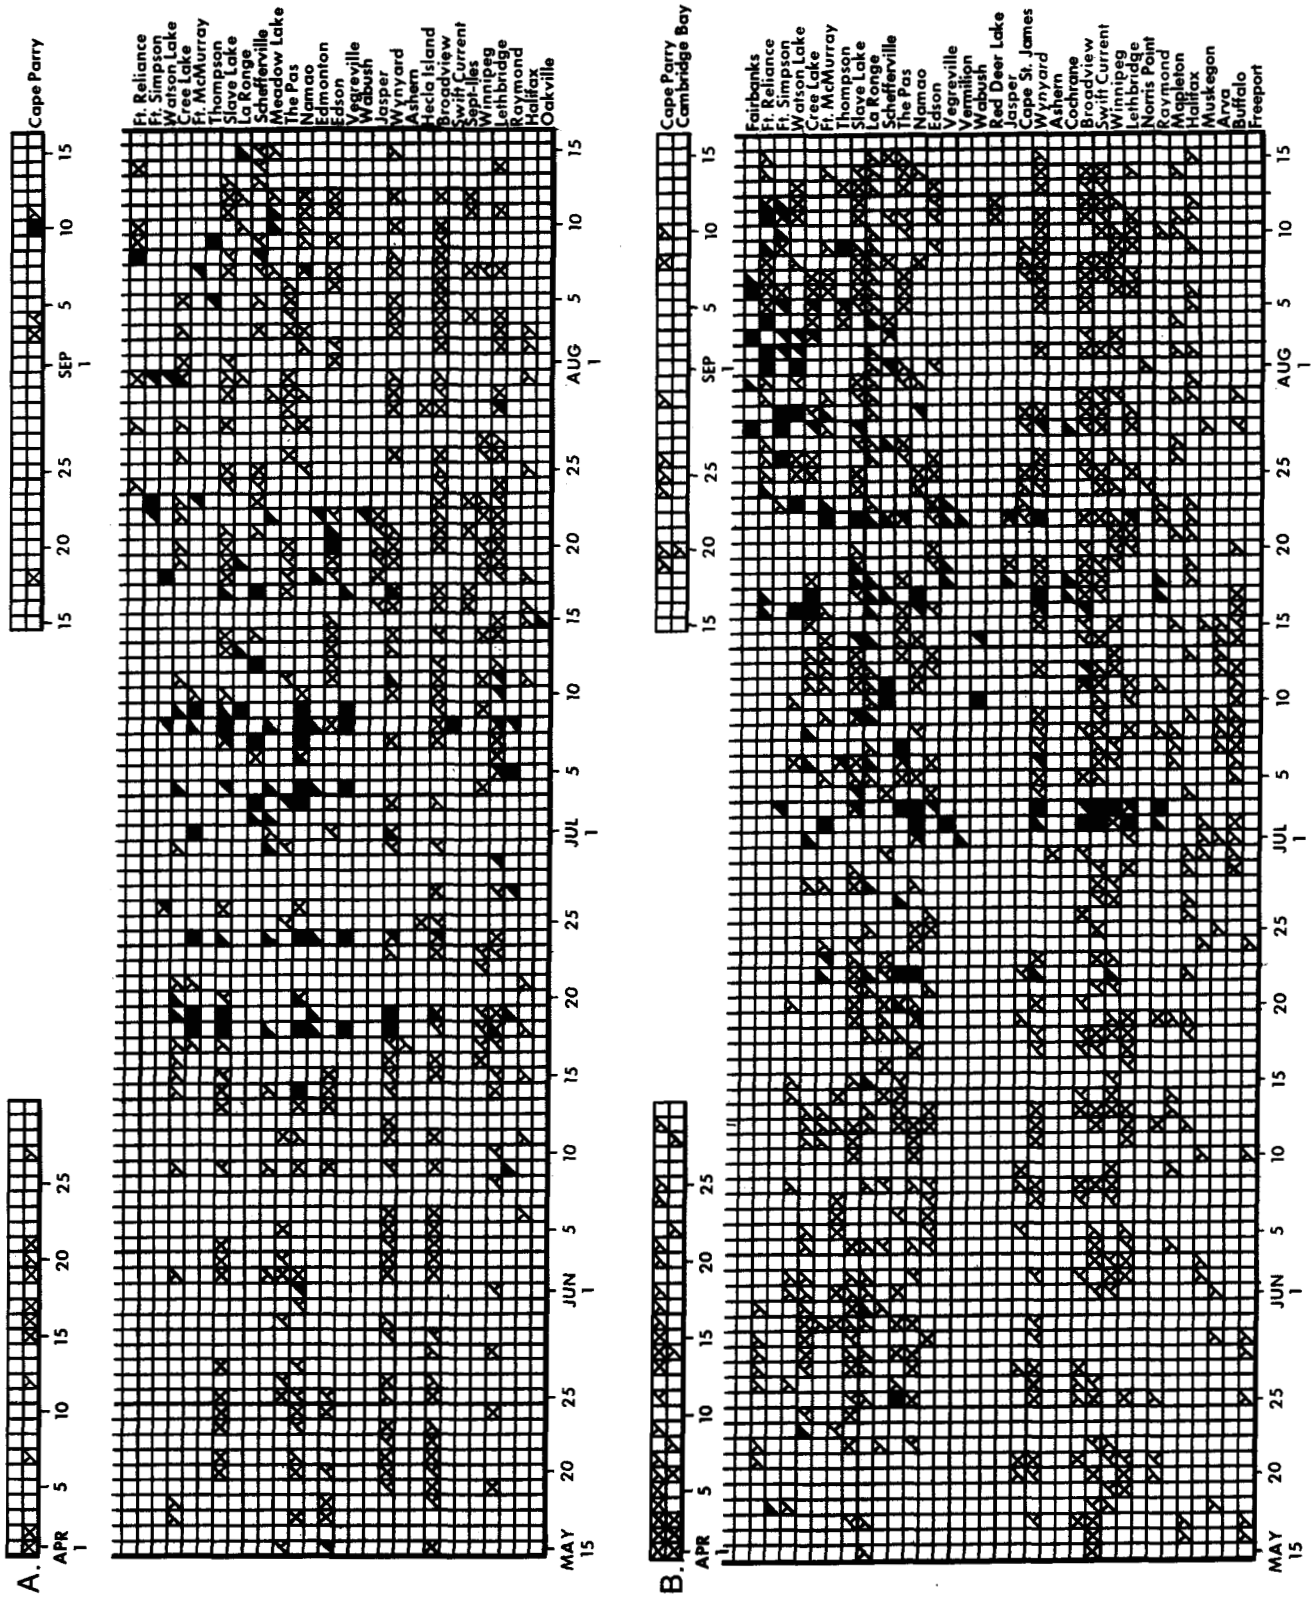 A.
Cape Parry
APR
1
5
10
15
20
25
15
20
25
SEP
1
5
10
15
Ft. Reliance
Ft. Simpson
Watson Lake
Cree Lake
Ft. McMurray
Thompson
Slave Lake
La Ronge
Schefferville
Meadow Lake
The Pas
Namao
Edmonton
Edson
Vegreville
Wabush
Jasper
Wynyard
Ashern
Hecla Island
Broadview
Swift Current
Sept-Iles
Winnipeg
Lethbridge
Raymond
Halifax
Oakville
MAY
15
20
25
JUN
1
5
10
15
20
25
JUL
1
5
10
15
20
25
AUG
1
5
10
15
B.
Cape Parry
Cambridge Bay
APR
1
5
10
15
20
25
15
20
25
SEP
1
5
10
15
Fairbanks
Ft. Reliance
Ft. Simpson
Watson Lake
Cree Lake
Ft. McMurray
Thompson
Slave Lake
La Ronge
Schefferville
The Pas
Namao
Edson
Vegreville
Vermilion
Wabush
Red Deer Lake
Jasper
Cape St. James
Wynyard
Ashern
Cochrane
Broadview
Swift Current
Winnipeg
Lethbridge
Norris Point
Raymond
Mapleton
Halifax
Muskegon
Arva
Buffalo
Freeport
MAY
15
20
25
JUN
1
5
10
15
20
25
JUL
1
5
10
15
20
25
AUG
1
5
10
15